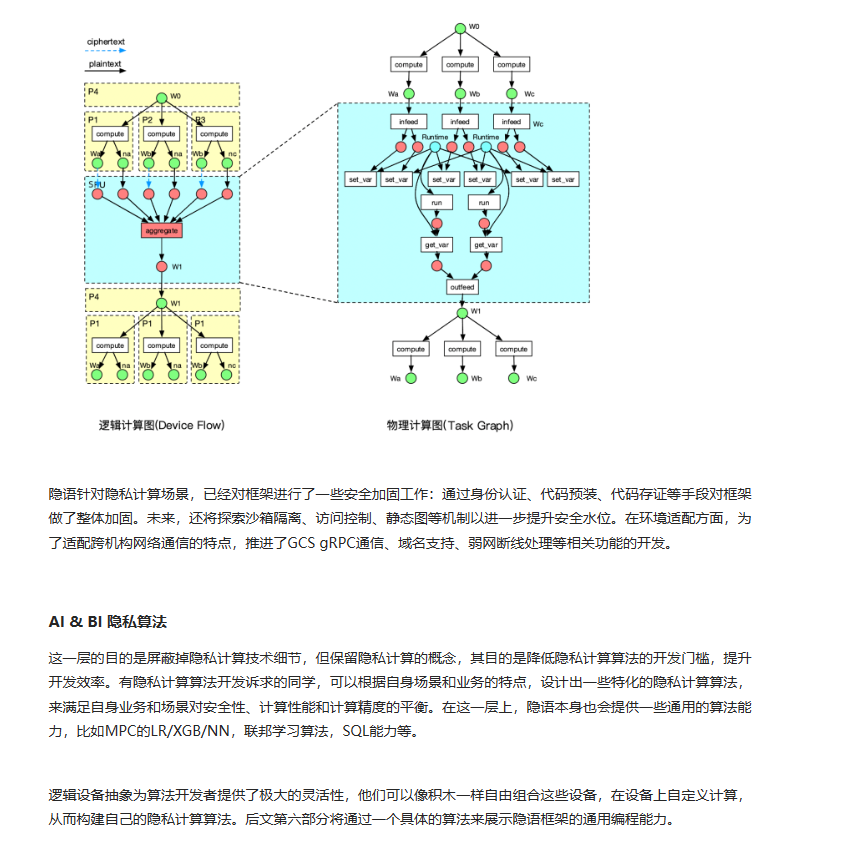 ciphertext
plaintext
P4
W0
P1
P2
P3
compute
compute
compute
Wa
na
Wb
na
Wb
nc
SPU
aggregate
W1
P4
W1
P1
P1
P1
compute
compute
compute
Wa
na
Wb
na
Wb
nc
逻辑计算图(Device Flow)
W0
compute
compute
compute
Wa
Wb
Wc
infeed
infeed
infeed
Wc
Runtime
Runtime
set_var
set_var
set_var
set_var
set_var
set_var
run
run
get_var
get_var
outfeed
W1
compute
compute
compute
Wa
Wb
Wc
物理计算图(Task Graph)
隐语针对隐私计算场景，已经对框架进行了一些安全加固工作：通过身份认证、代码预装、代码存证等手段对框架
做了整体加固。未来，还将探索沙箱隔离、访问控制、静态图等机制以进一步提升安全水位。在环境适配方面，为
了适配跨机构网络通信的特点，推进了GCS gRPC通信、域名支持、弱网断线处理等相关功能的开发。
AI & BI 隐私算法
这一层的目的是屏蔽掉隐私计算技术细节，但保留隐私计算的概念，其目的是降低隐私计算算法的开发门槛，提升
开发效率。有隐私计算算法开发诉求的同学，可以根据自身场景和业务的特点，设计出一些特化的隐私计算算法，
来满足自身业务和场景对安全性、计算性能和计算精度的平衡。在这一层上，隐语本身也会提供一些通用的算法能
力，比如MPC的LR/XGB/NN，联邦学习算法，SQL能力等。
逻辑设备抽象为算法开发者提供了极大的灵活性，他们可以像积木一样自由组合这些设备，在设备上自定义计算，
从而构建自己的隐私计算算法。后文第六部分将通过一个具体的算法来展示隐语框架的通用编程能力。